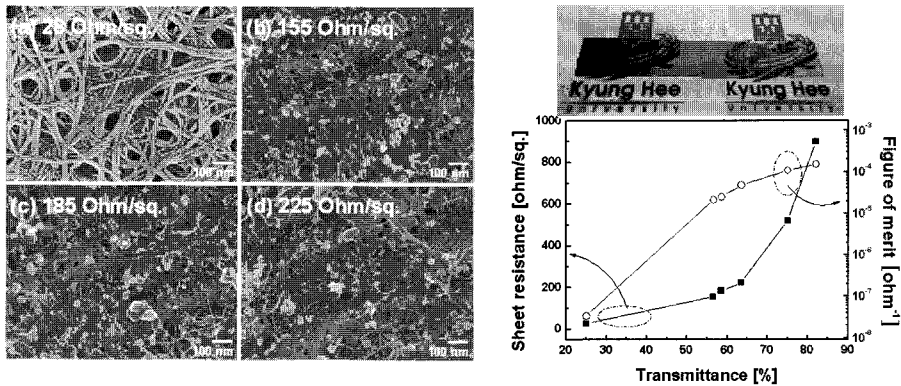 (a) 28 Ohm/sq.
100 nm
(b) 155 Ohm/sq.
100 nm
(c) 185 Ohm/sq.
100 nm
(d) 225 Ohm/sq.
100 nm
Kyung Hee
University
Kyung Hee
University
Sheet resistance [ohm/sq.]
1000
800
600
400
200
0
20 30 40 50 60 70 80 90
Transmittance [%]
10⁻³
10⁻⁴
10⁻⁵
10⁻⁶
10⁻⁷
10⁻⁸
Figure of merit [ohm⁻¹]